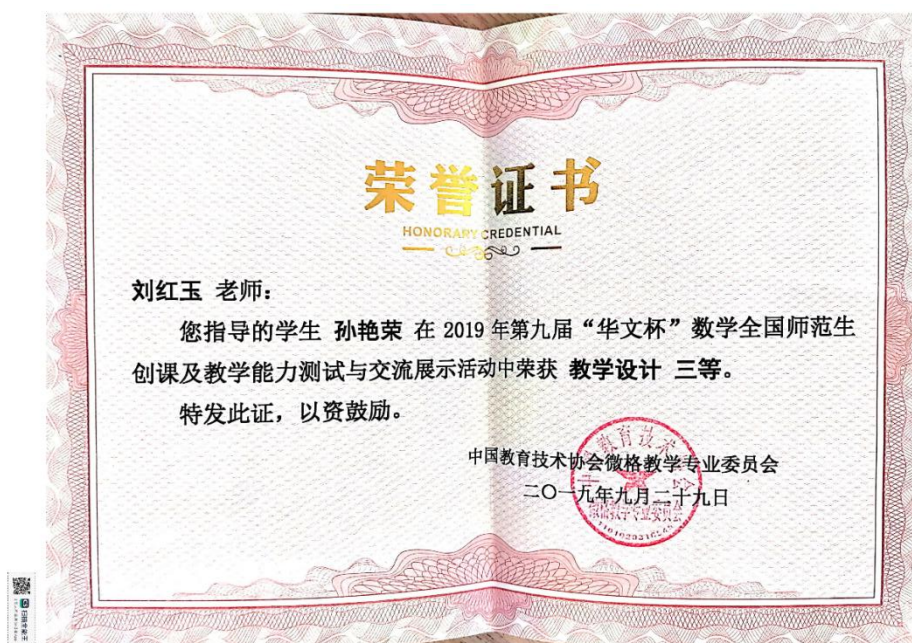 荣誉证书
HONORARY CREDENTIAL
刘红玉 老师：
您指导的学生 孙艳荣 在 2019 年第九届“华文杯”数学全国师范生
创课及教学能力测试与交流展示活动中荣获 教学设计 三等。
特发此证，以资鼓励。
中国教育技术协会微格教学专业委员会
二〇一九年九月二十九日